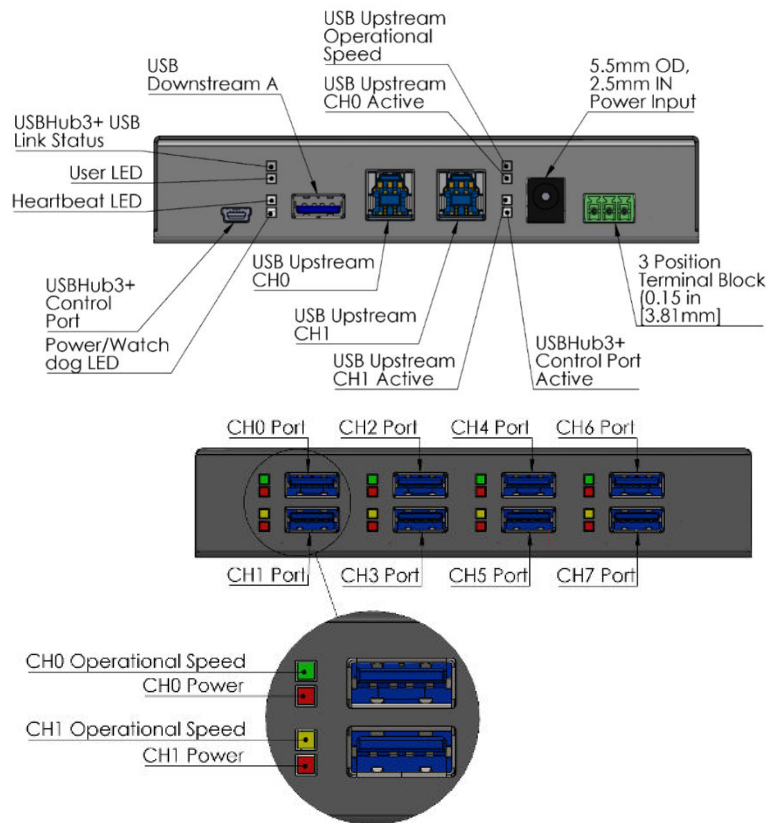 USB Upstream
Operational
Speed
USB
Downstream A
USB Upstream
CH0 Active
5.5mm OD,
2.5mm IN
Power Input
USBHub3+ USB
Link Status
User LED
Heartbeat LED
USBHub3+
Control
Port
Power/Watch
dog LED
USB Upstream
CH0
USB Upstream
CH1
USB Upstream
CH1 Active
USBHub3+
Control Port
Active
3 Position
Terminal Block
(0.15 in
[3.81mm]
CH0 Port
CH2 Port
CH4 Port
CH6 Port
CH1 Port
CH3 Port
CH5 Port
CH7 Port
CH0 Operational Speed
CH0 Power
CH1 Operational Speed
CH1 Power